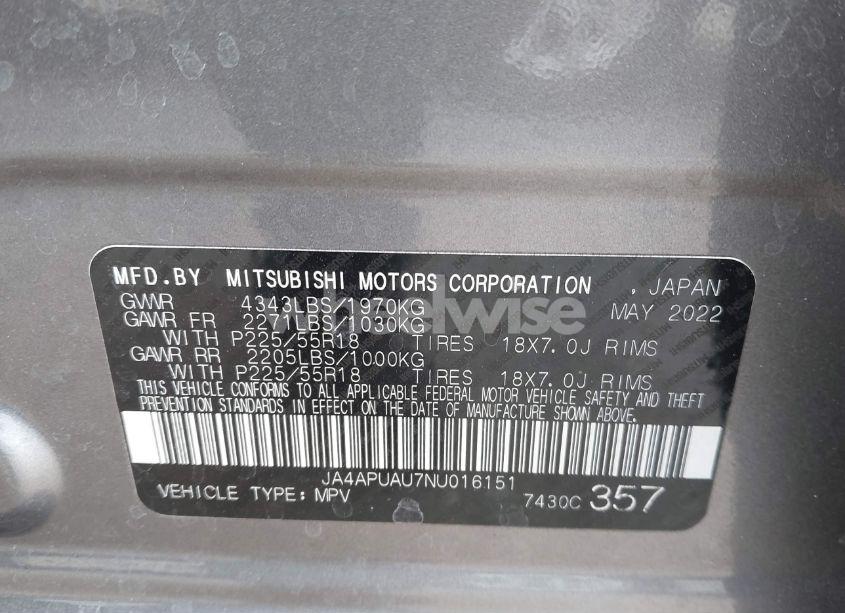 MFD.BY MITSUBISHI MOTORS CORPORATION , JAPAN
GVWR 4343LBS/1970KG MAY 2022
GAWR FR 2271LBS/1030KG
WITH P225/55R18 TIRES 18X7.0J RIMS
GAWR RR 2205LBS/1000KG
WITH P225/55R18 TIRES 18X7.0J RIMS
THIS VEHICLE CONFORMS TO ALL APPLICABLE FEDERAL MOTOR VEHICLE SAFETY AND THEFT
PREVENTION STANDARDS IN EFFECT ON THE DATE OF MANUFACTURE SHOWN ABOVE.
JA4APUAU7NU016151
VEHICLE TYPE: MPV 7430C 357